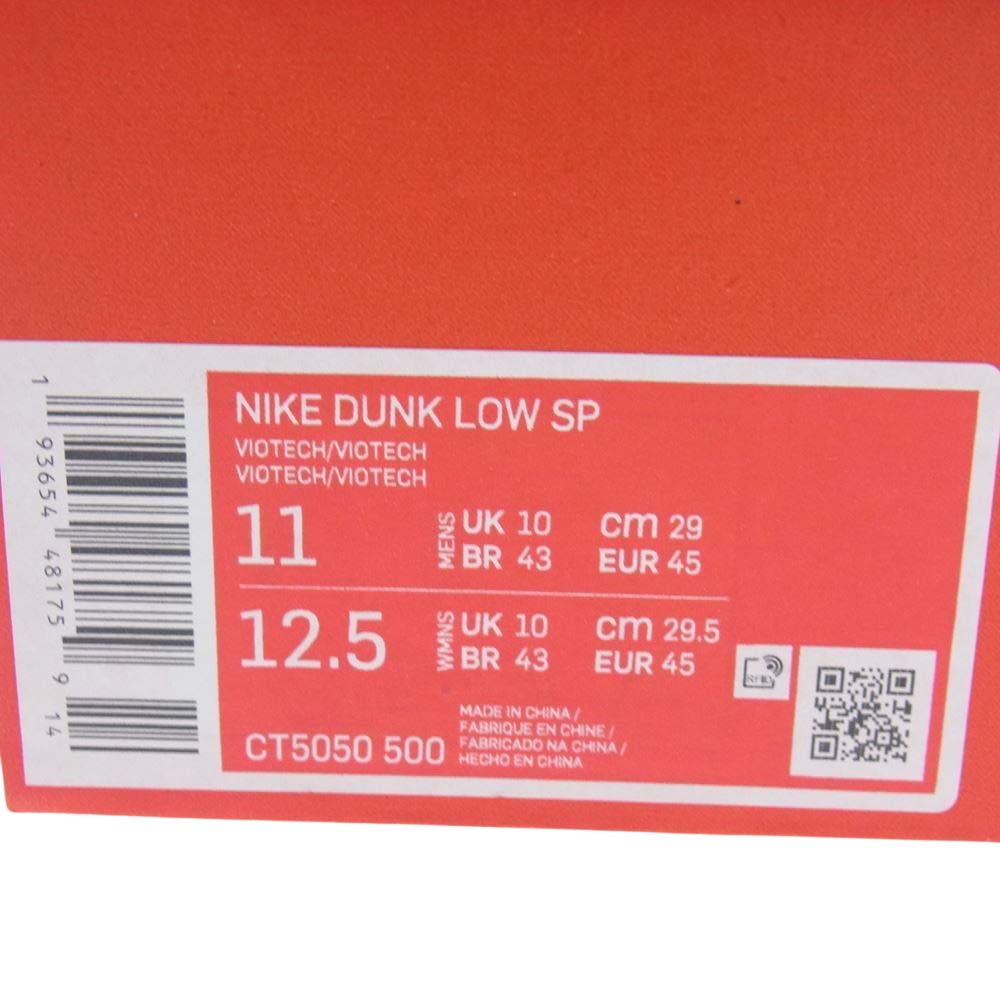 NIKE DUNK LOW SP
VIOTECH/VIOTECH
VIOTECH/VIOTECH
11 MENS UK 10 cm 29
BR 43 EUR 45
12.5 WMNS UK 10 cm 29.5
BR 43 EUR 45
RFID
CT5050 500
MADE IN CHINA /
FABRIQUE EN CHINE /
FABRICADO NA CHINA /
HECHO EN CHINA
1 93654 48175 9 14